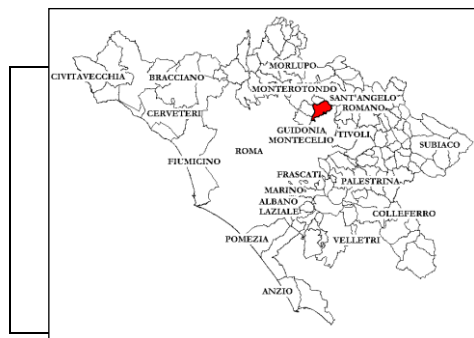 MORLUPO
CIVITAVECCHIA
BRACCIANO
MONTEROTONDO
SANT'ANGELO
ROMANO
CERVETERI
GUIDONIA
MONTECELIO
TIVOLI
SUBIACO
ROMA
FIUMICINO
FRASCATI
PALESTRINA
MARINO
ALBANO
LAZIALE
COLLEFERRO
POMEZIA
VELLETRI
ANZIO